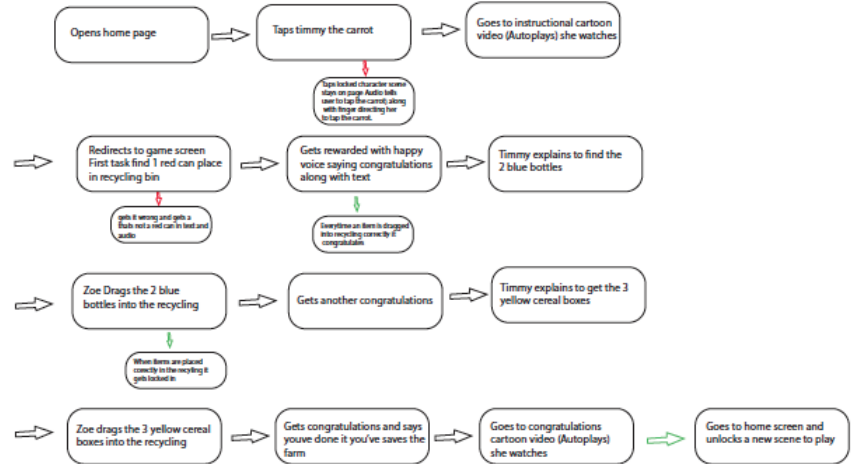 Opens home page
Taps timmy the carrot
Goes to instructional cartoon
video (Autoplays) she watches
Taps locked character scene
stays on page Audio tells
user to tap the carrot) along
with finger directing her
to tap the carrot.
Redirects to game screen
First task find 1 red can place
in recycling bin
Gets rewarded with happy
voice saying congratulations
along with text
Timmy explains to find the
2 blue bottles
gets it wrong and gets a
thats not a red can in text and
audio
Everytime an item is dragged
into recycling correctly it
congratulates
Zoe Drags the 2 blue
bottles into the recycling
Gets another congratulations
Timmy explains to get the 3
yellow cereal boxes
When items are placed
correctly in the recyling it
gets locked in
Zoe drags the 3 yellow cereal
boxes into the recycling
Gets congratulations and says
youve done it you've saves the
farm
Goes to congratulations
cartoon video (Autoplays)
she watches
Goes to home screen and
unlocks a new scene to play